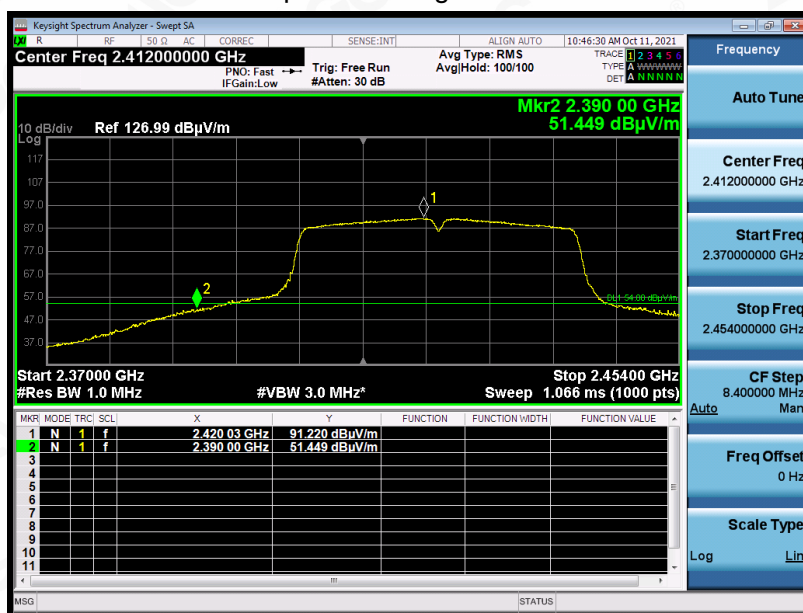 Keysight Spectrum Analyzer - Swept SA
LXI R RF 50 Ω AC CORREC SENSE:INT ALIGN AUTO 10:46:30 AM Oct 11, 2021
Center Freq 2.412000000 GHz
PNO: Fast
IFGain:Low
Trig: Free Run
#Atten: 30 dB
Avg Type: RMS
Avg|Hold: 100/100
TRACE 1 2 3 4 5 6
TYPE A WWWWW
DET A N N N N N
Mkr2 2.390 00 GHz
51.449 dBµV/m
10 dB/div Ref 126.99 dBµV/m
Log
117
107
97.0
87.0
77.0
67.0
57.0
47.0
37.0
1
2
DL1 54.00 dBµV/m
Start 2.37000 GHz Stop 2.45400 GHz
#Res BW 1.0 MHz #VBW 3.0 MHz* Sweep 1.066 ms (1000 pts)
MKR MODE TRC SCL X Y FUNCTION FUNCTION WIDTH FUNCTION VALUE
1 N 1 f 2.420 03 GHz 91.220 dBµV/m
2 N 1 f 2.390 00 GHz 51.449 dBµV/m
3
4
5
6
7
8
9
10
11
MSG STATUS
Frequency
Auto Tune
Center Freq
2.412000000 GHz
Start Freq
2.370000000 GHz
Stop Freq
2.454000000 GHz
CF Step
8.400000 MHz
Auto Man
Freq Offset
0 Hz
Scale Type
Log Lin